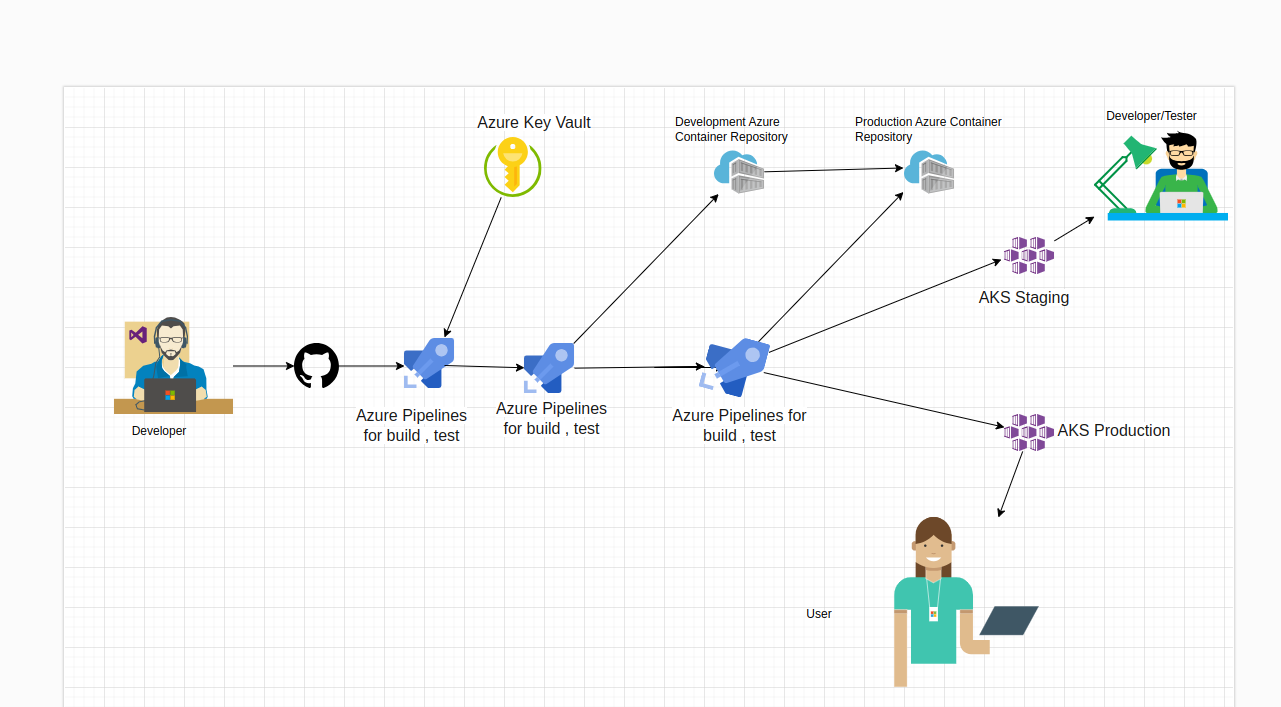 Azure Key Vault
Development Azure
Container Repository
Production Azure Container
Repository
Developer/Tester
AKS Staging
Developer
Azure Pipelines
for build , test
Azure Pipelines
for build , test
Azure Pipelines for
build , test
AKS Production
User